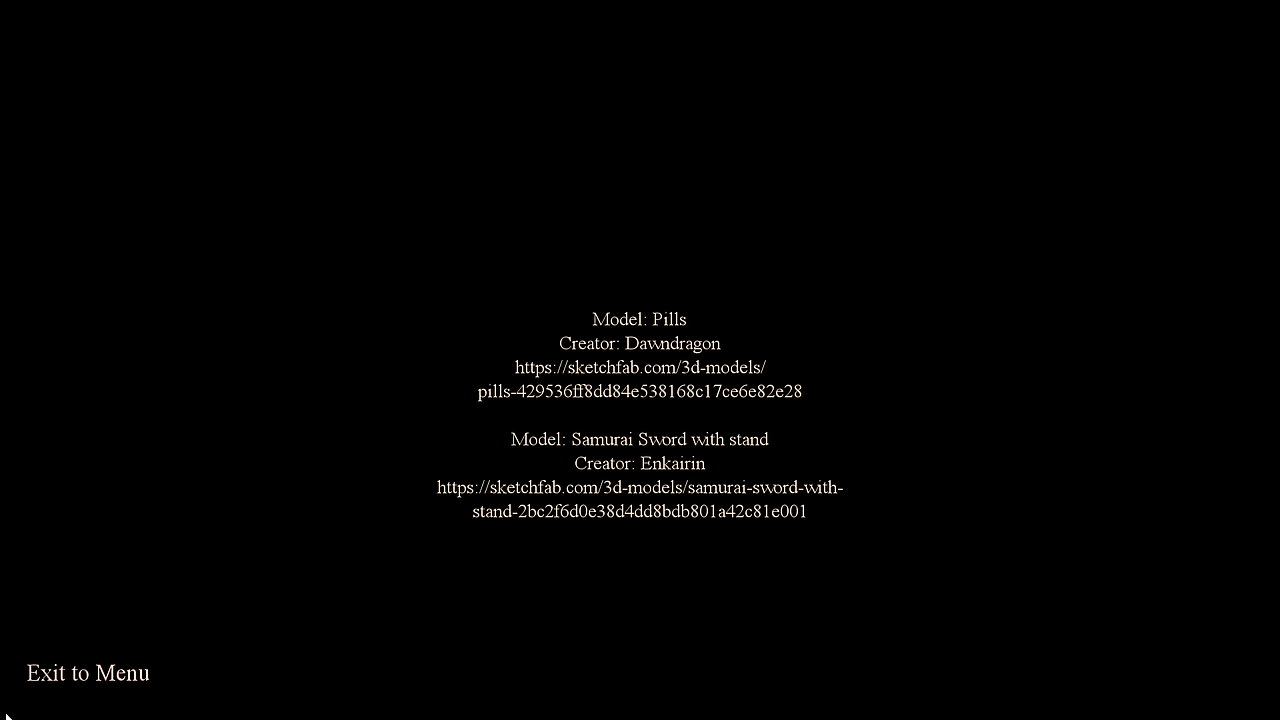 Model: Pills
Creator: Dawndragon
https://sketchfab.com/3d-models/
pills-429536ff8dd84e538168c17ce6e82e28
Model: Samurai Sword with stand
Creator: Enkairin
https://sketchfab.com/3d-models/samurai-sword-with-
stand-2bc2f6d0e38d4dd8bdb801a42c81e001
Exit to Menu